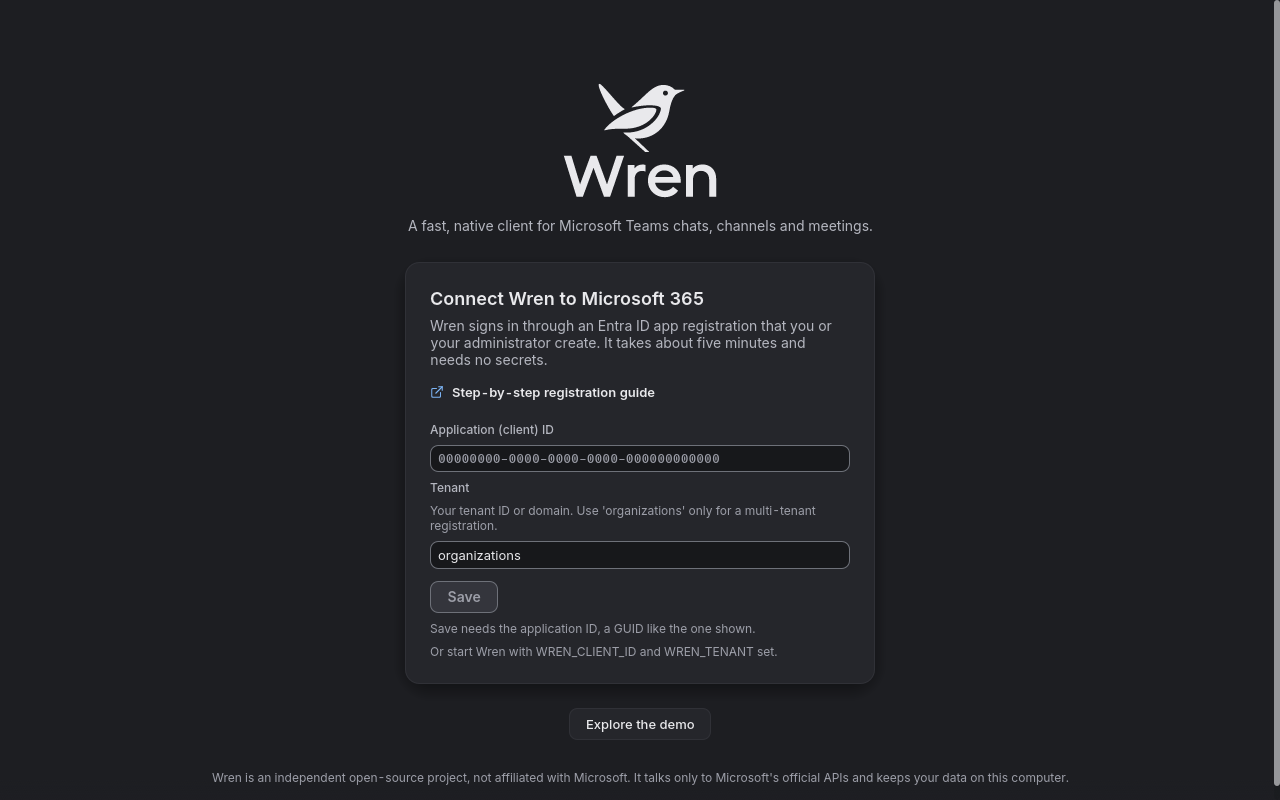 Wren
A fast, native client for Microsoft Teams chats, channels and meetings.
Connect Wren to Microsoft 365
Wren signs in through an Entra ID app registration that you or
your administrator create. It takes about five minutes and
needs no secrets.
Step-by-step registration guide
Application (client) ID
00000000-0000-0000-0000-000000000000
Tenant
Your tenant ID or domain. Use 'organizations' only for a multi-tenant
registration.
organizations
Save
Save needs the application ID, a GUID like the one shown.
Or start Wren with WREN_CLIENT_ID and WREN_TENANT set.
Explore the demo
Wren is an independent open-source project, not affiliated with Microsoft. It talks only to Microsoft's official APIs and keeps your data on this computer.